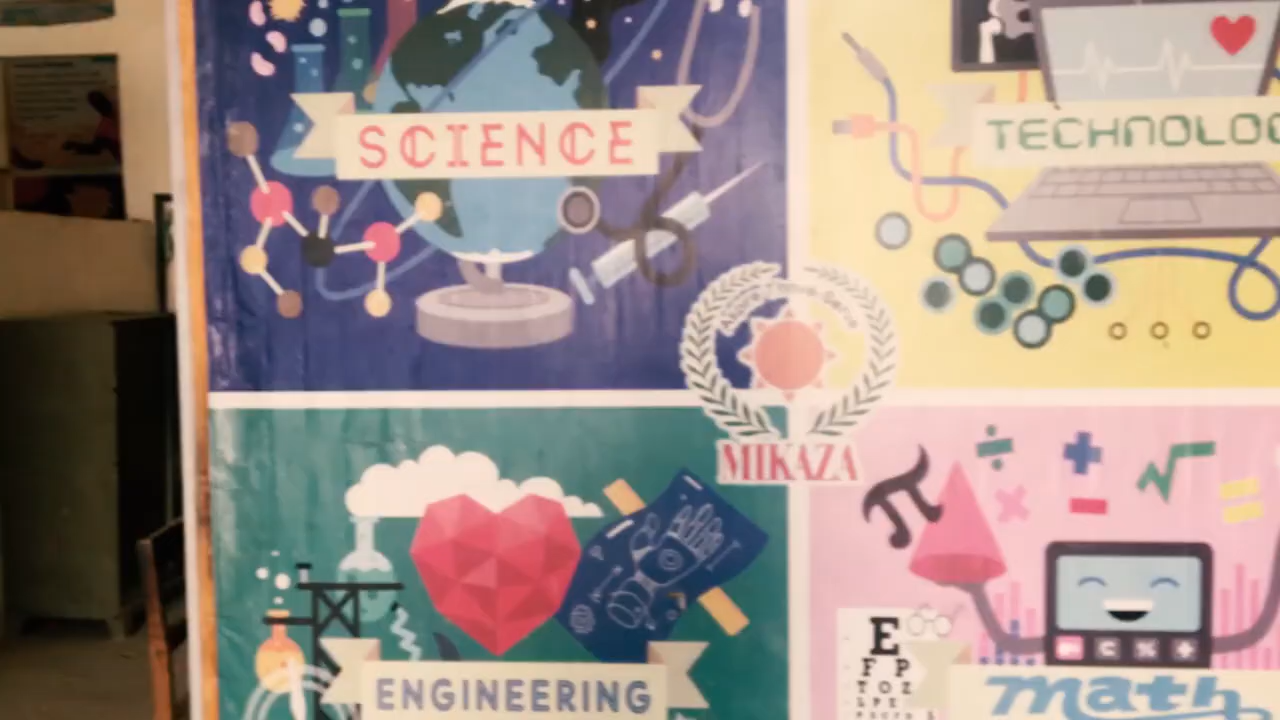 SCIENCE
TECHNOLOG
MIKAZA
π
ENGINEERING
E
F P
T O Z
L P E
math